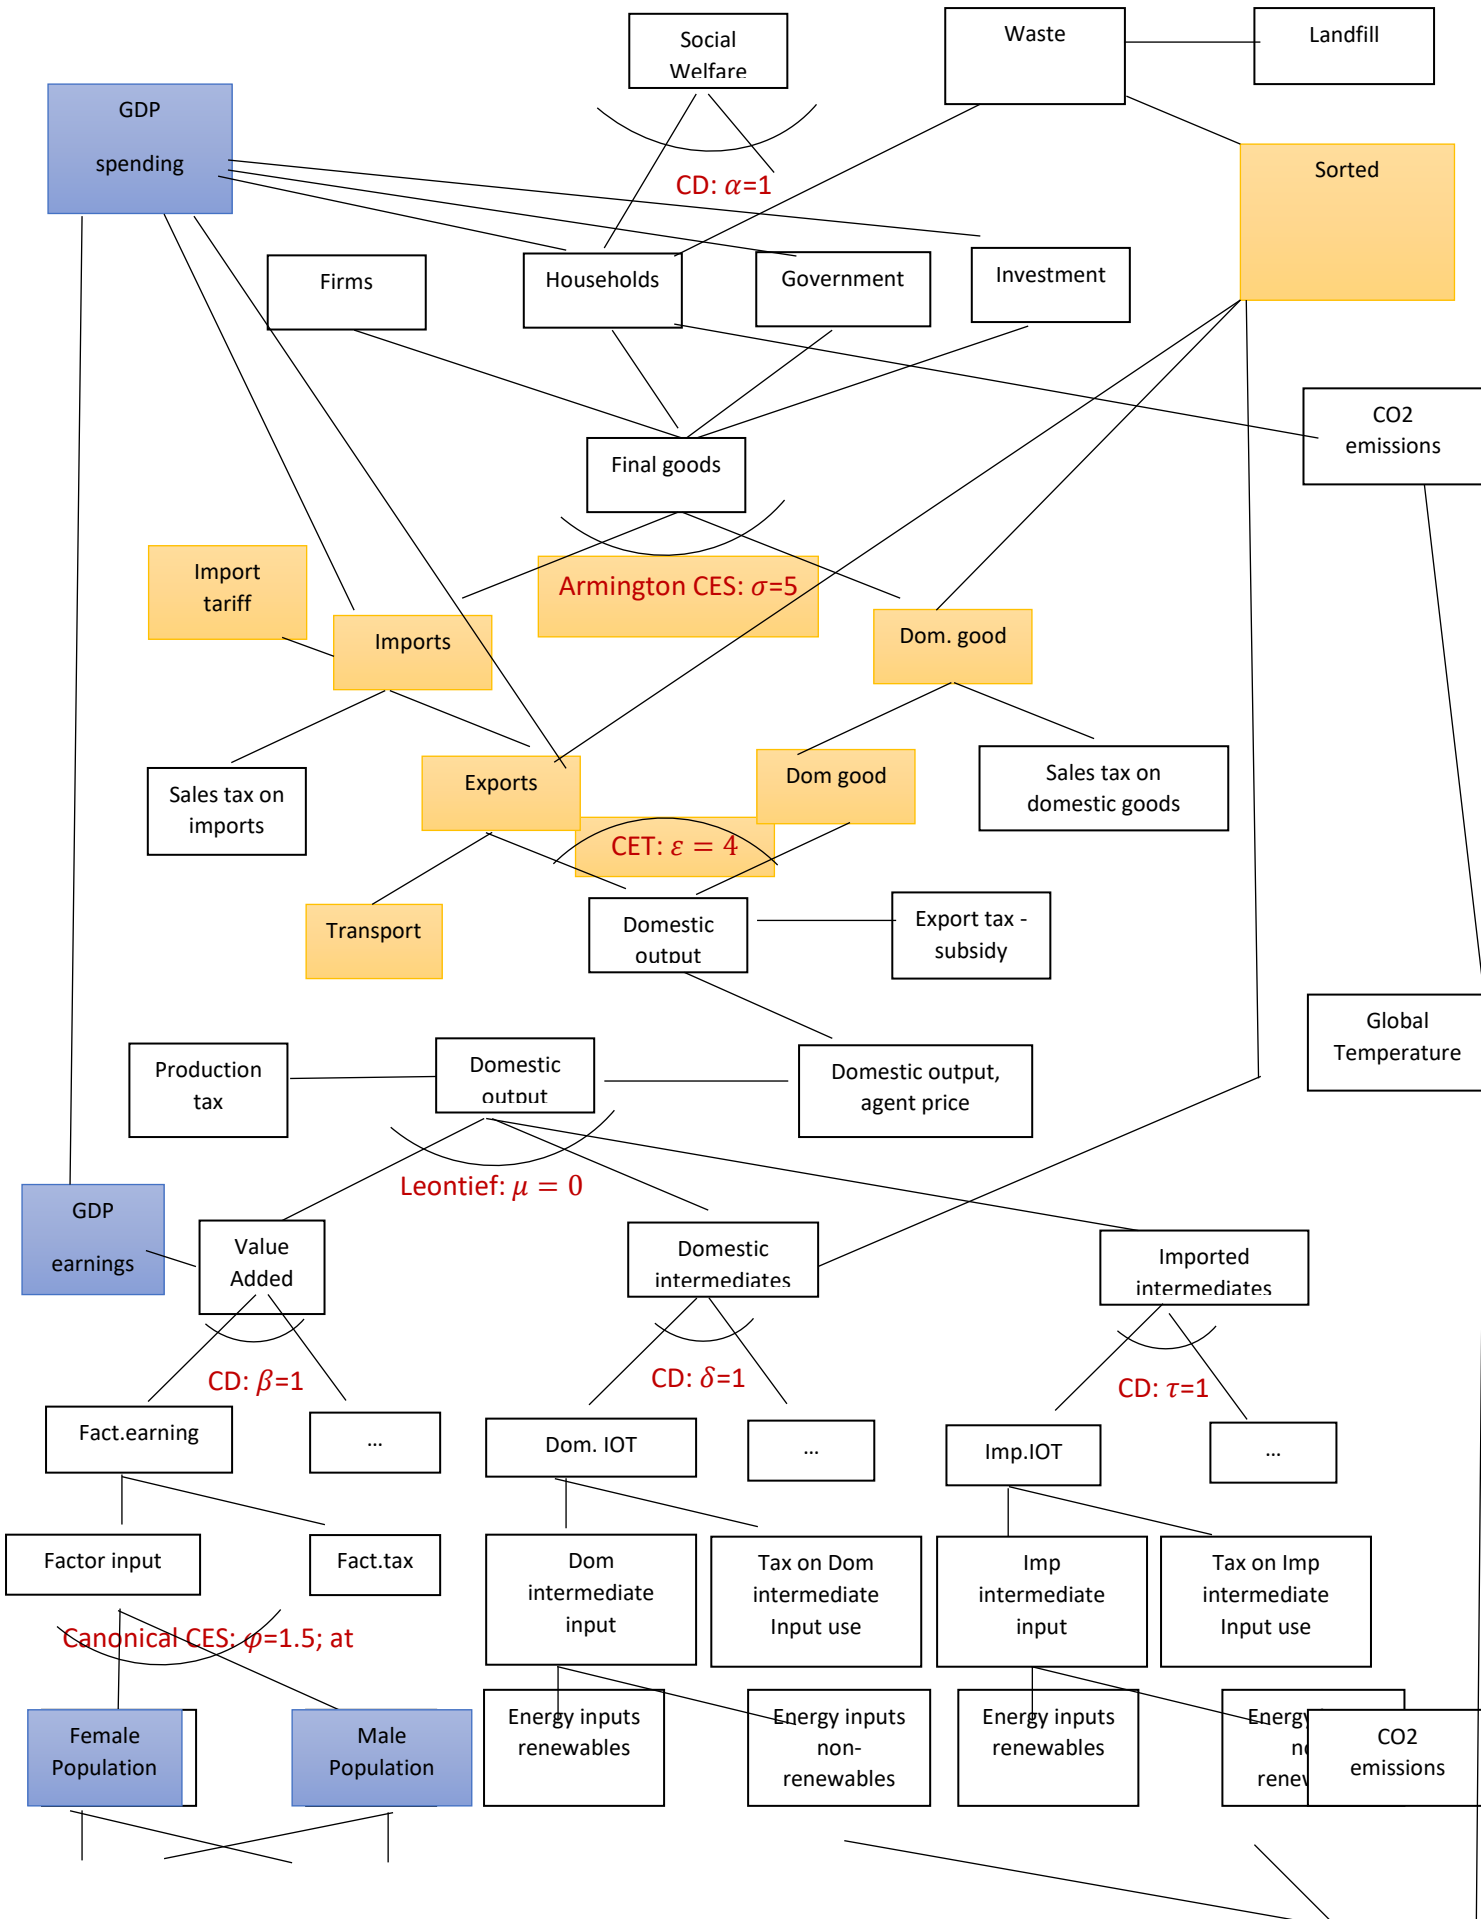 Social
Welfare
Waste
Landfill
GDP
spending
Sorted
CD: α=1
Firms
Households
Government
Investment
CO2
emissions
Final goods
Import
tariff
Armington CES: σ=5
Imports
Dom. good
Exports
Dom good
Sales tax on
imports
Sales tax on
domestic goods
CET: ε = 4
Transport
Domestic
output
Export tax -
subsidy
Global
Temperature
Production
tax
Domestic
output
Domestic output,
agent price
Leontief: μ = 0
GDP
earnings
Value
Added
Domestic
intermediates
Imported
intermediates
CD: β=1
CD: δ=1
CD: τ=1
Fact.earning
...
Dom. IOT
...
Imp.IOT
...
Factor input
Fact.tax
Dom
intermediate
input
Tax on Dom
intermediate
Input use
Imp
intermediate
input
Tax on Imp
intermediate
Input use
Canonical CES: φ=1.5; at
Female
Population
Male
Population
Energy inputs
renewables
Energy inputs
non-
renewables
Energy inputs
renewables
Energy
CO2
emissions